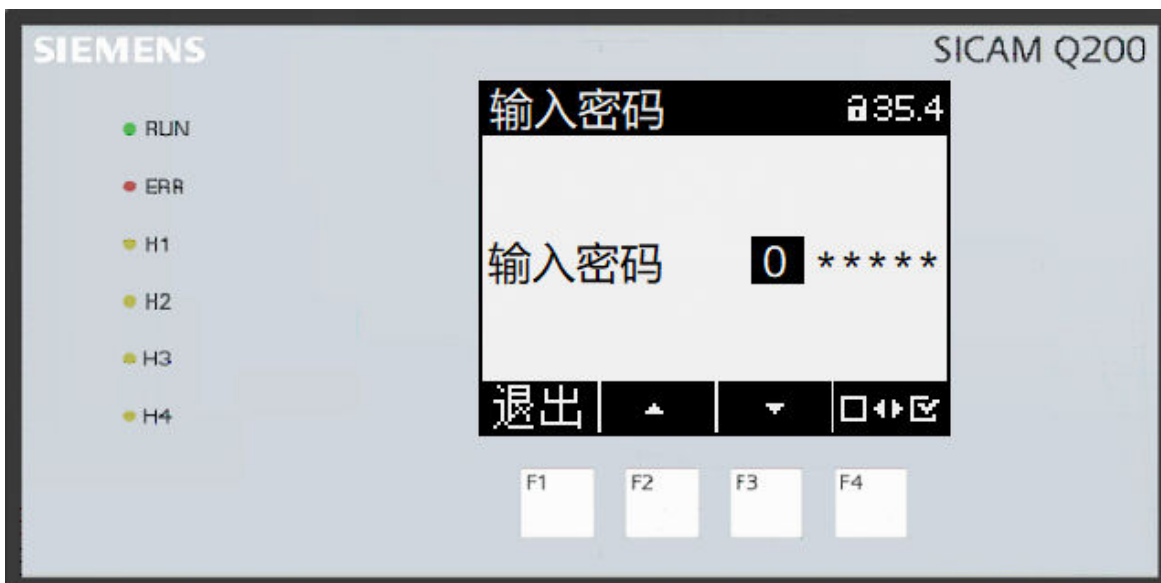 SIEMENS
SICAM Q200
RUN
ERR
H1
H2
H3
H4
输入密码 35.4
输入密码 0 *****
退出
F1 F2 F3 F4